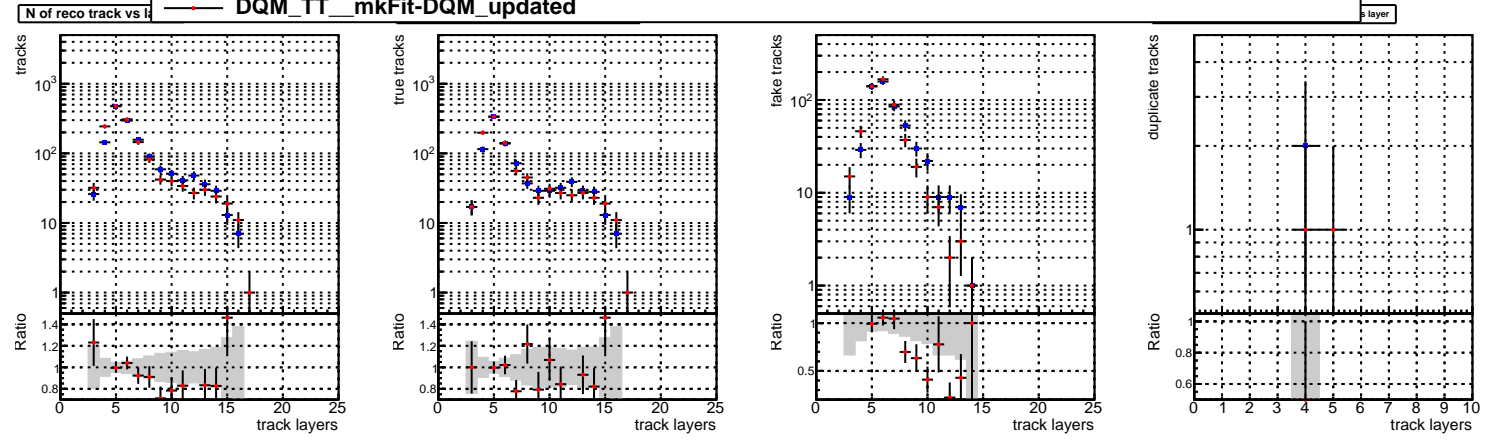 DQM_TT__mkFit-DQM_updated
N of reco track vs la
s layer
tracks
10³
10²
10
1
Ratio
1.4
1.2
1
0.8
0 5 10 15 20 25
track layers
true tracks
10³
10²
10
1
Ratio
1.4
1.2
1
0.8
0 5 10 15 20 25
track layers
fake tracks
10²
10
1
Ratio
1
0.5
0 5 10 15 20 25
track layers
duplicate tracks
1
Ratio
1
0.8
0.6
0 1 2 3 4 5 6 7 8 9 10
track layers